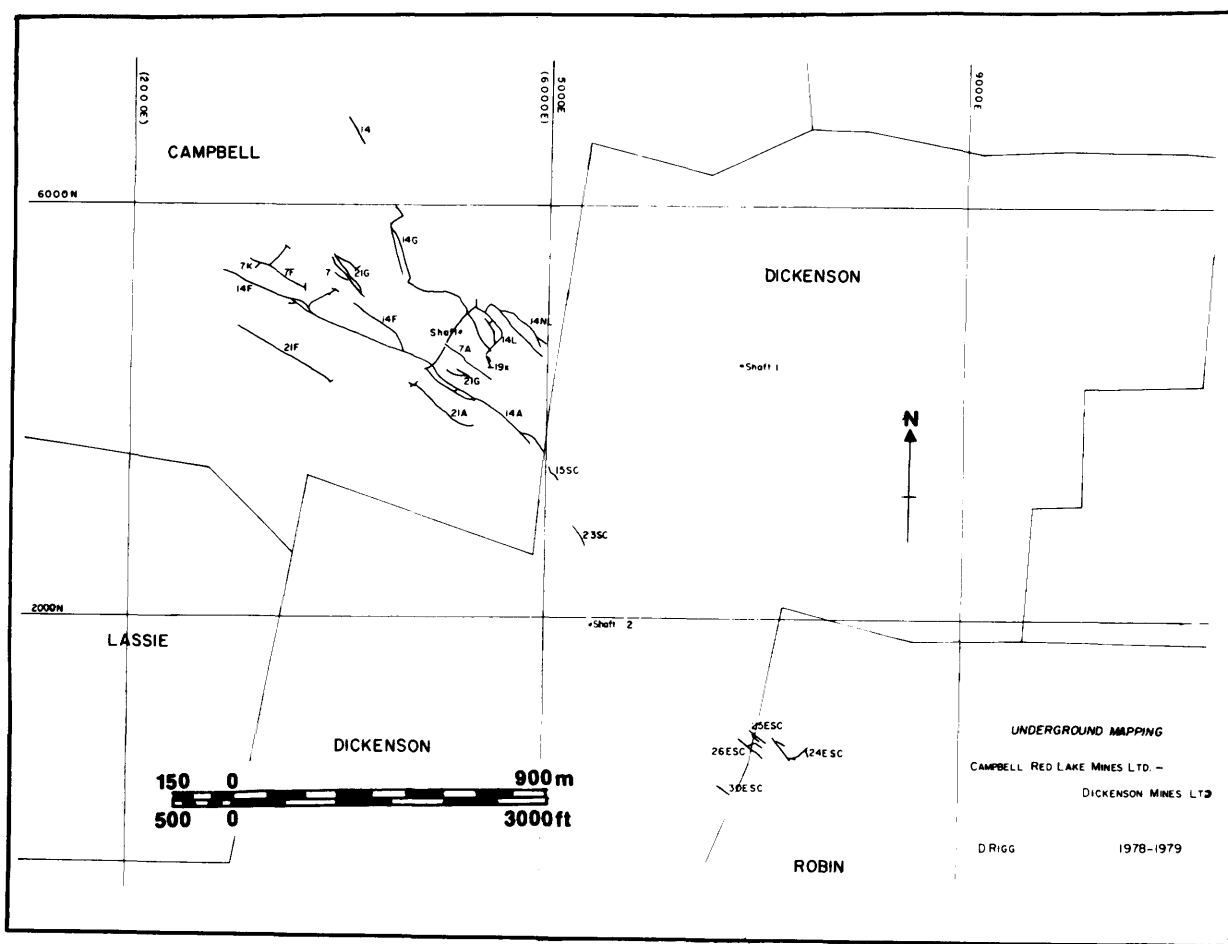 (2000E)
(6000E)
5000E
9000E
14
CAMPBELL
6000N
14G
7K
7F
7
21G
DICKENSON
14F
14F
14NL
Shaft
14L
21F
7A
19x
Shaft 1
21G
N
21A
14A
15SC
23SC
2000N
Shaft 2
LASSIE
25ESC
UNDERGROUND MAPPING
DICKENSON
26ESC
24ESC
CAMPBELL RED LAKE MINES LTD. -
150 0 900m
30ESC
DICKENSON MINES LTD
500 0 3000ft
D RIGG 1978-1979
ROBIN